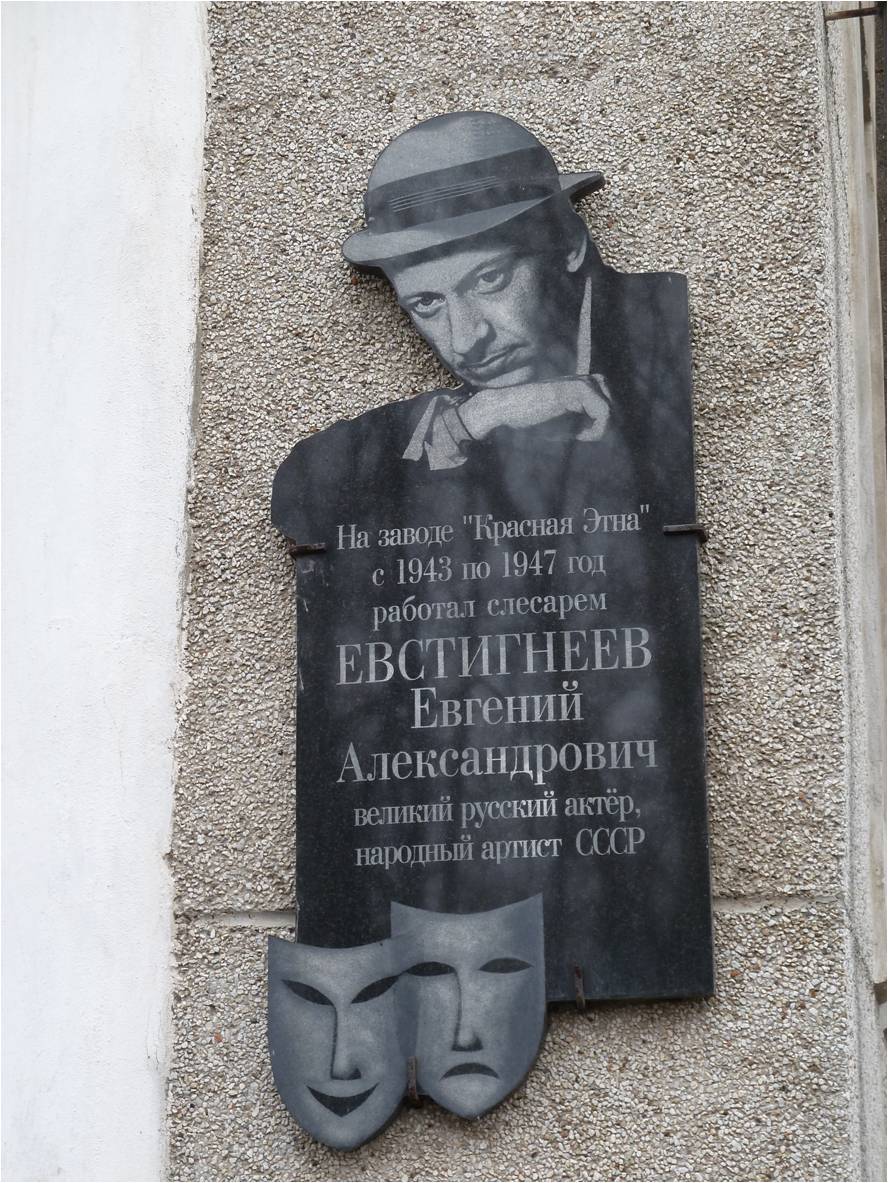 На заводе "Красная Этна"
с 1943 по 1947 год
работал слесарем
ЕВСТИГНЕЕВ
Евгений
Александрович
великий русский актёр,
народный артист СССР